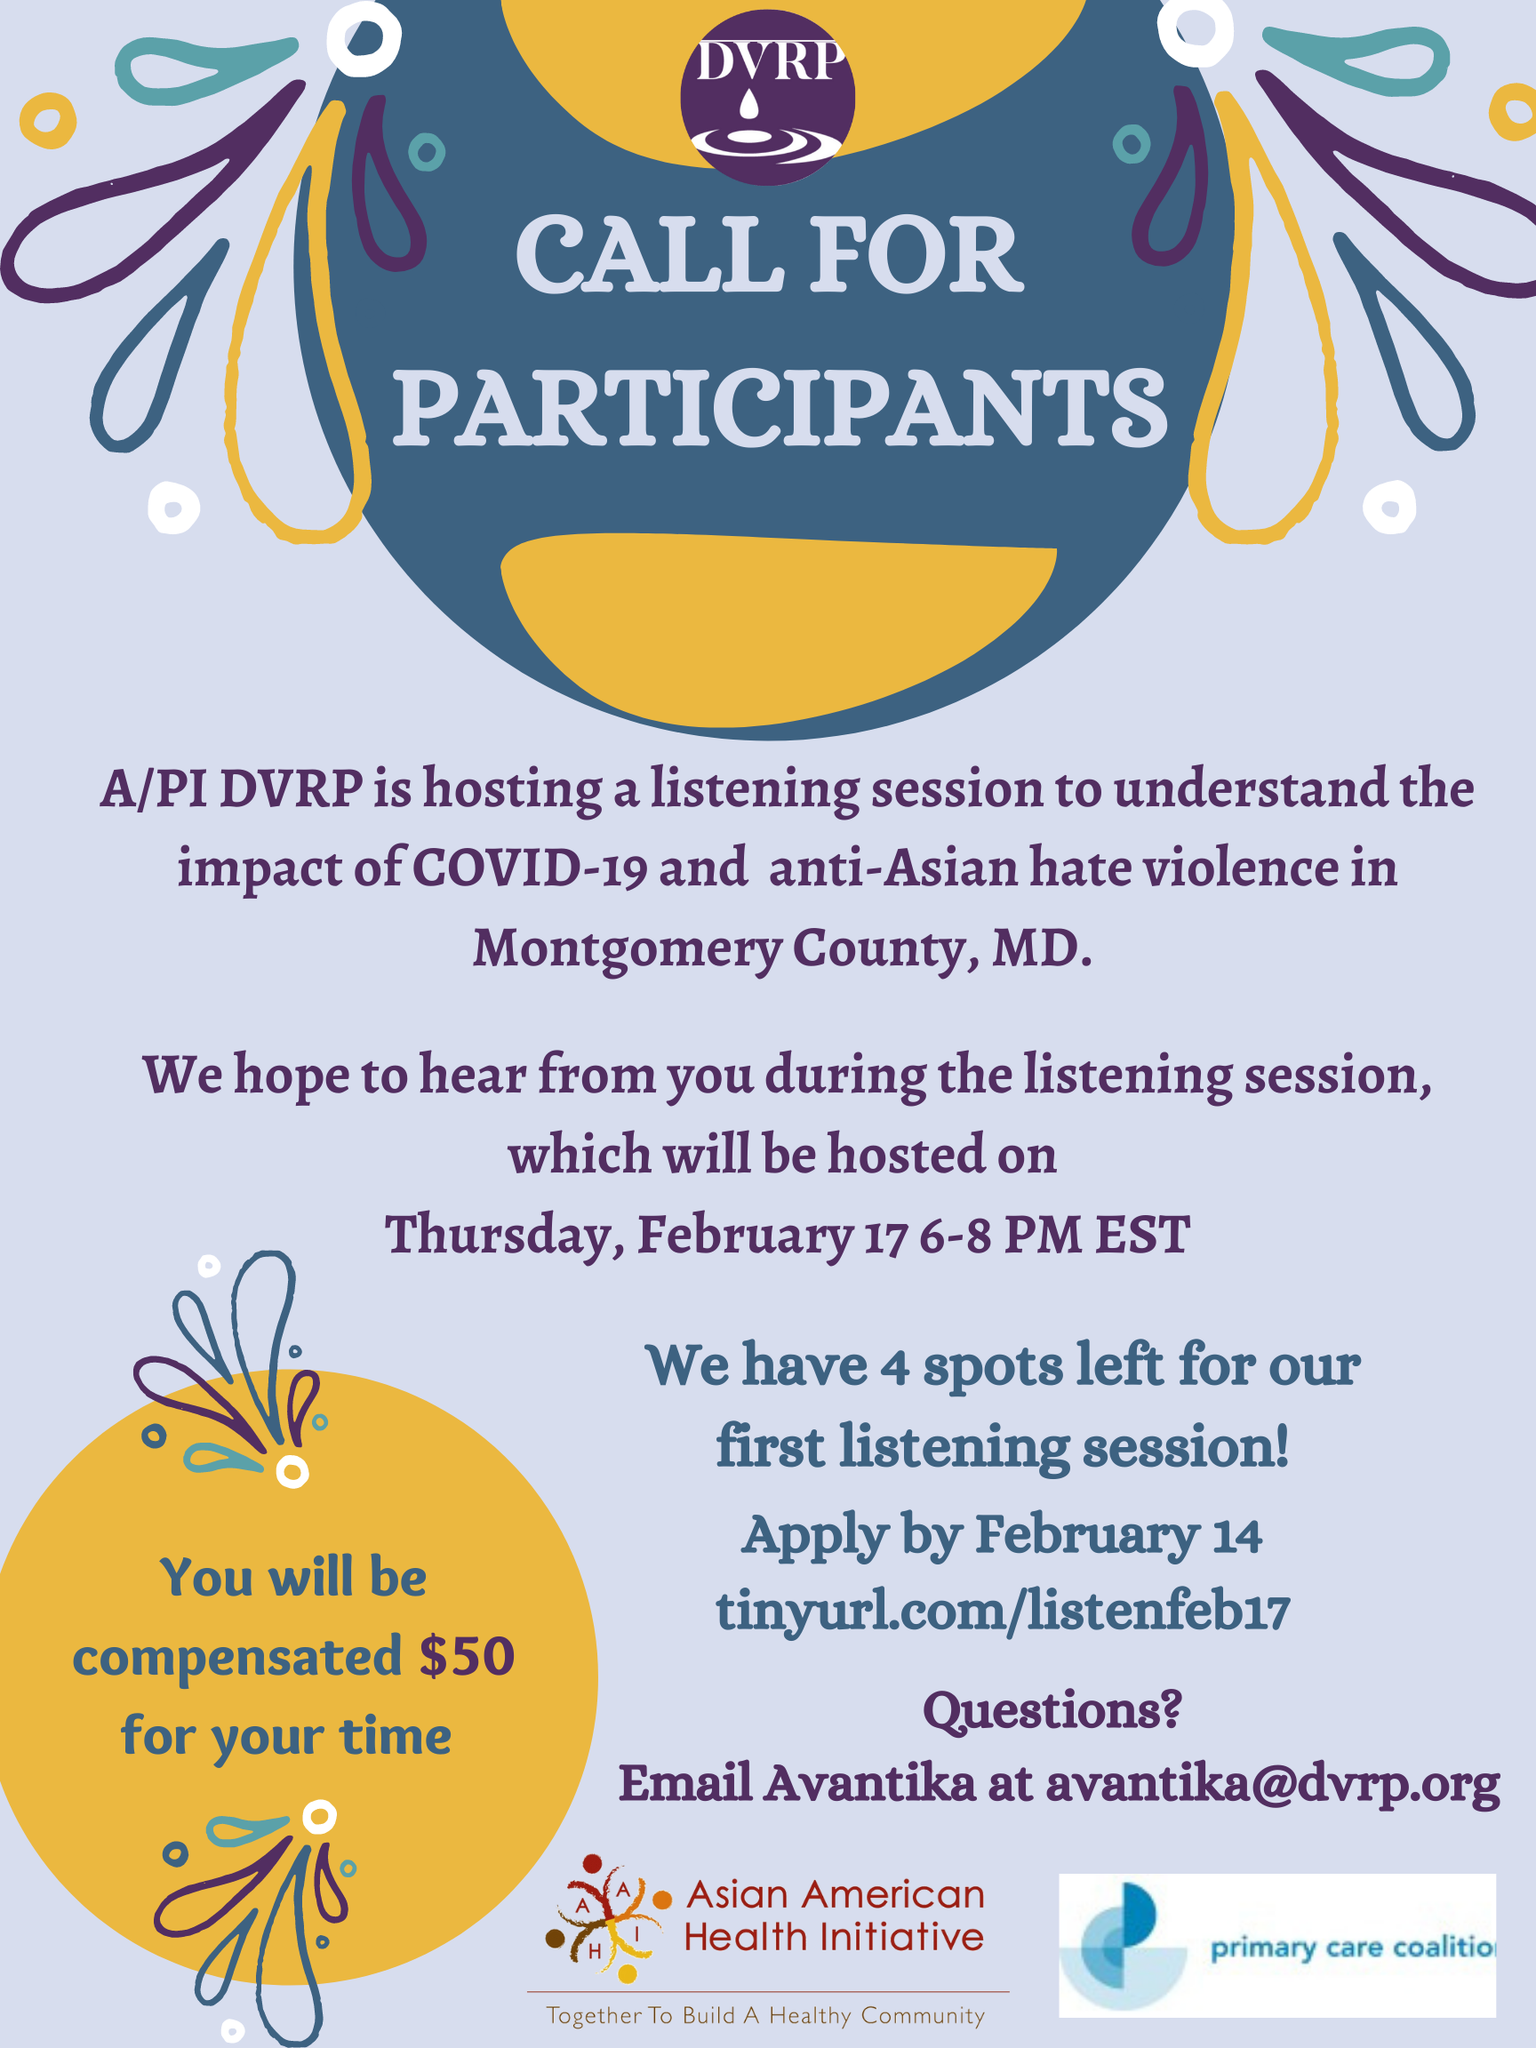 DVRP
CALL FOR
PARTICIPANTS
A/PI DVRP is hosting a listening session to understand the
impact of COVID-19 and anti-Asian hate violence in
Montgomery County, MD.
We hope to hear from you during the listening session,
which will be hosted on
Thursday, February 17 6-8 PM EST
We have 4 spots left for our
first listening session!
Apply by February 14
tinyurl.com/listenfeb17
You will be
compensated $50
for your time
Questions?
Email Avantika at avantika@dvrp.org
A A H I
Asian American
Health Initiative
Together To Build A Healthy Community
primary care coalitio